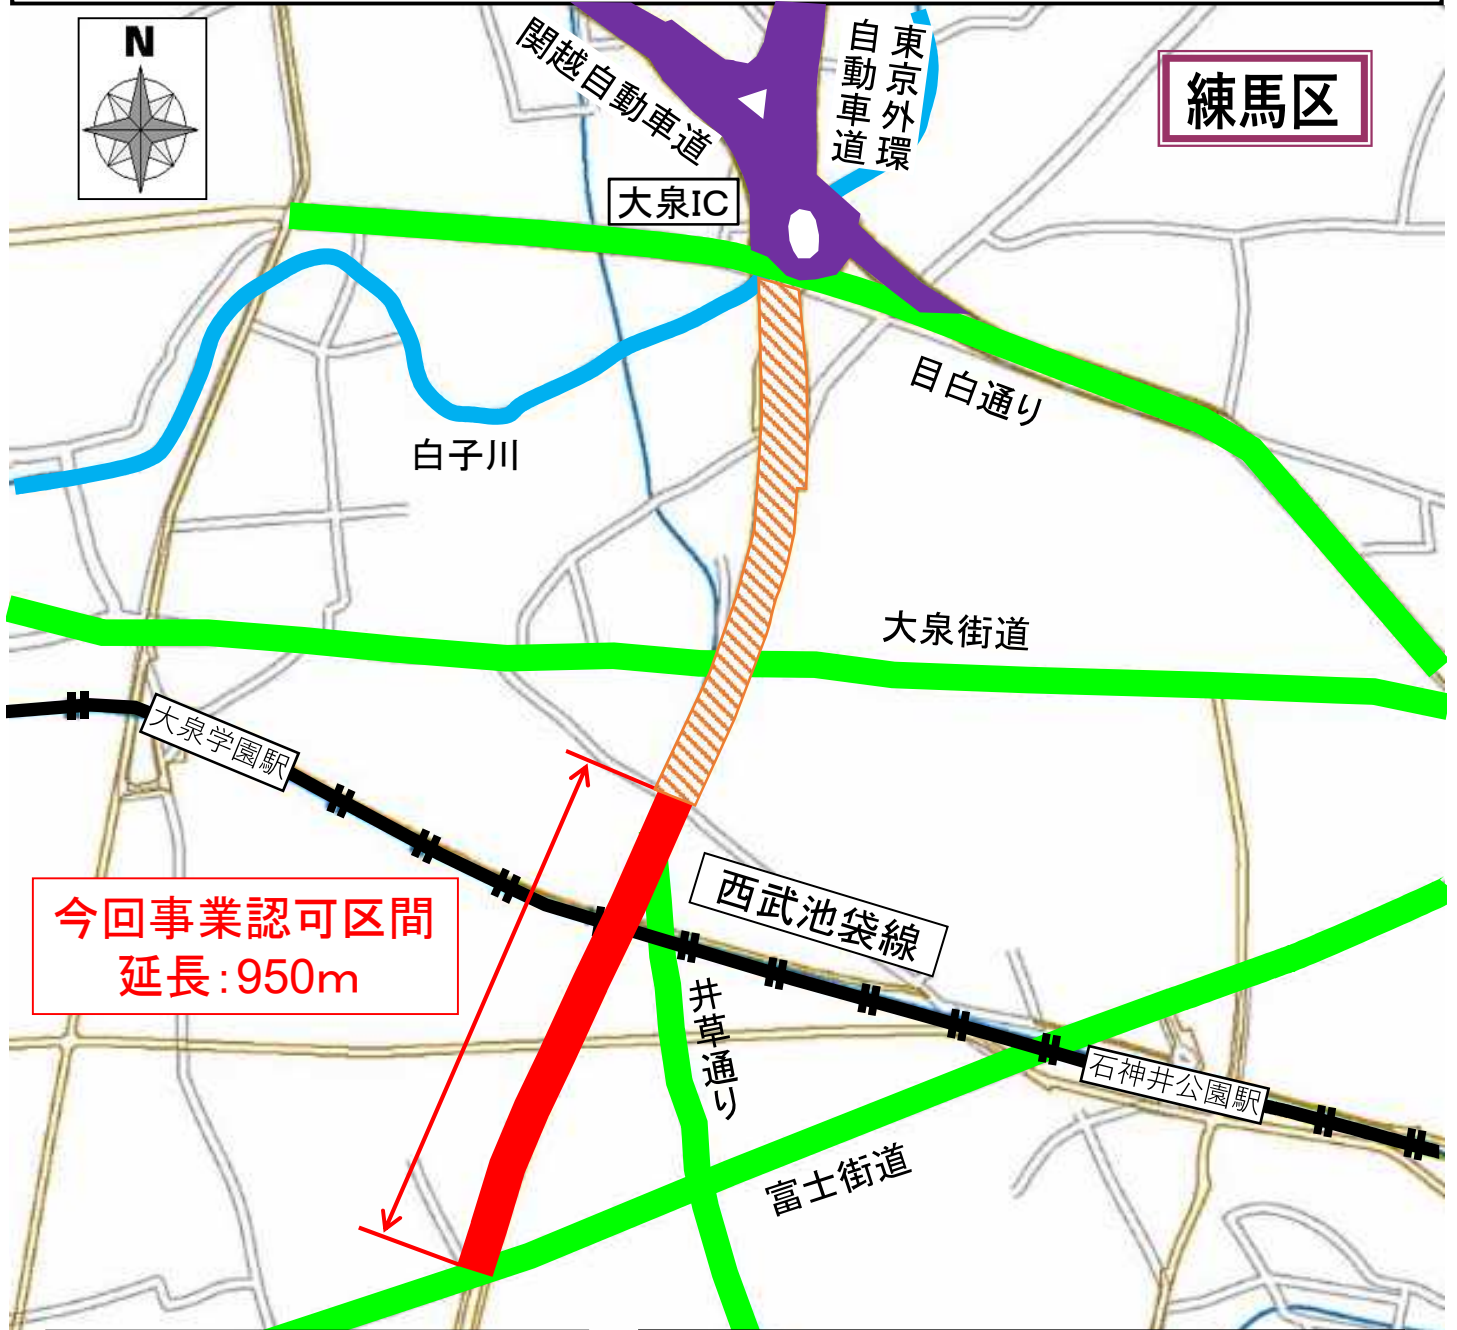 N
関越自動車道
東京外環
自動車道
練馬区
大泉IC
目白通り
白子川
大泉街道
大泉学園駅
西武池袋線
今回事業認可区間
延長:950m
井草通り
石神井公園駅
富士街道